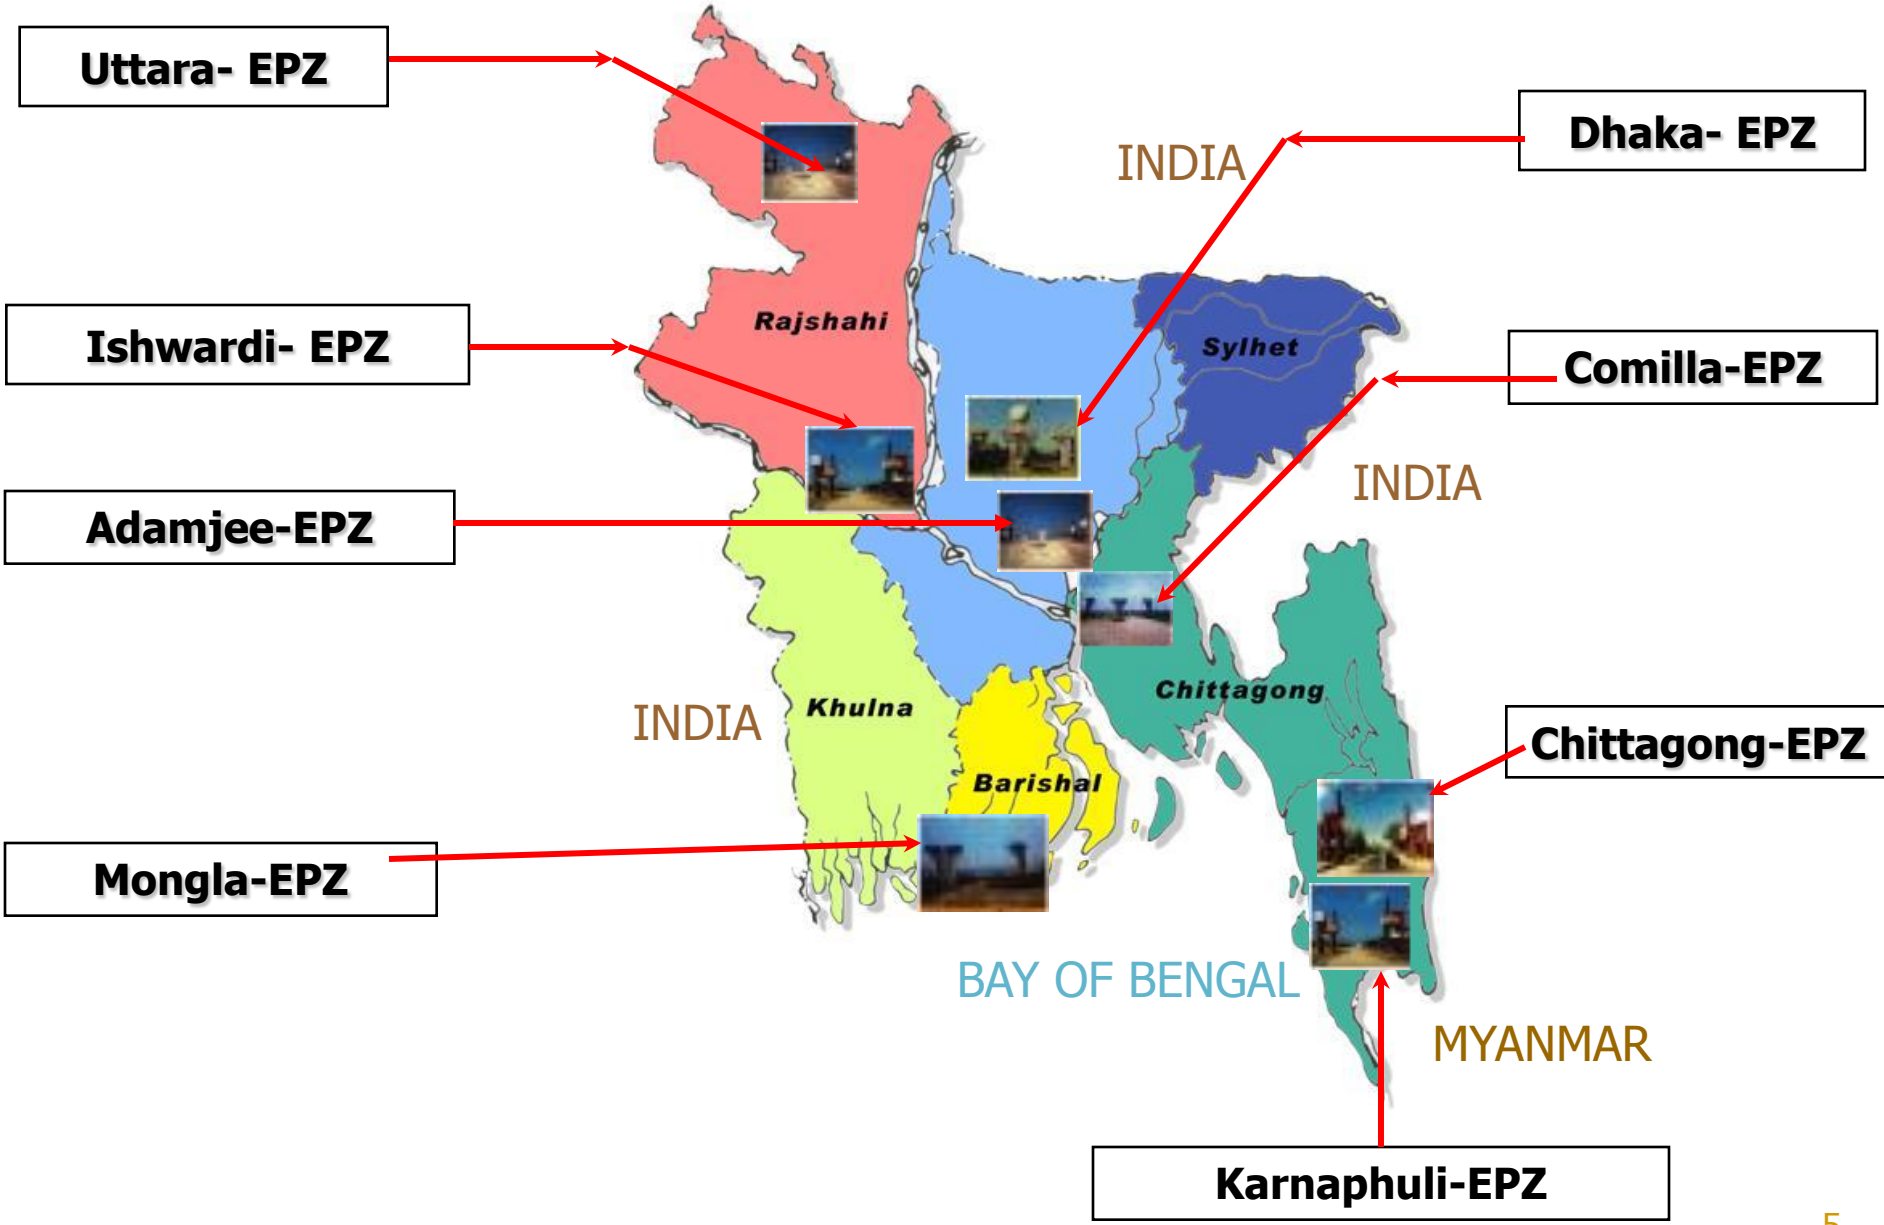 Uttara- EPZ
Dhaka- EPZ
INDIA
Rajshahi
Ishwardi- EPZ
Sylhet
Comilla-EPZ
INDIA
Adamjee-EPZ
Khulna
INDIA
Chittagong
Chittagong-EPZ
Barishal
Mongla-EPZ
BAY OF BENGAL
MYANMAR
Karnaphuli-EPZ
5